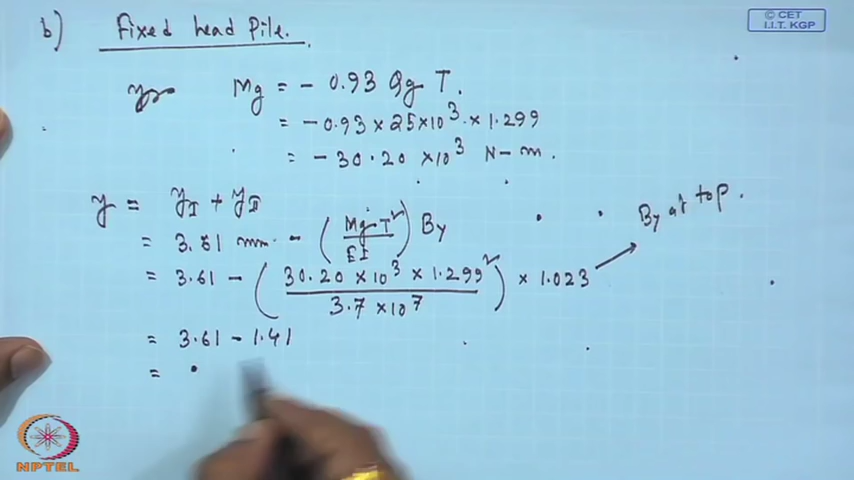 © CET
I.I.T. KGP
b) Fixed head Pile.
Mg = - 0.93 Qg T.
= - 0.93 × 25 × 10³ × 1.299
= - 30.20 × 10³ N-m.
y = yI + yII
= 3.61 mm - (Mg T² / EI) By
= 3.61 - (30.20 × 10³ × 1.299² / 3.7 × 10⁷) × 1.023 → By at top.
= 3.61 - 1.41
=
NPTEL